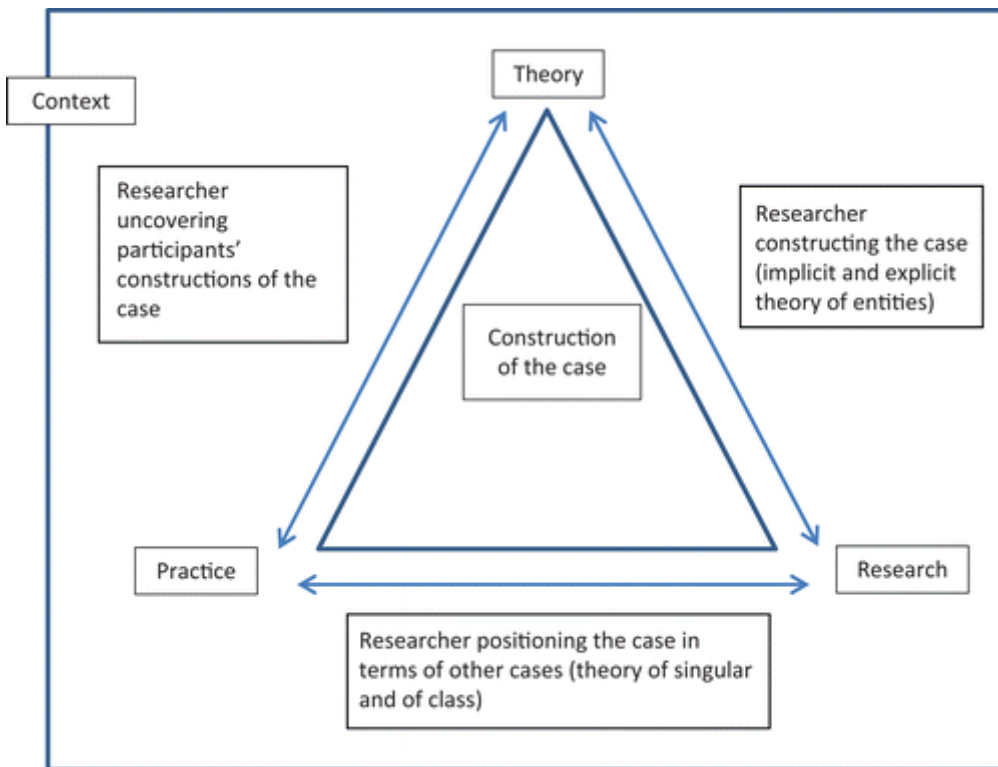 Theory
Context
Researcher
uncovering
participants’
constructions of the
case
Researcher
constructing the case
(implicit and explicit
theory of entities)
Construction
of the case
Practice
Research
Researcher positioning the case in
terms of other cases (theory of singular
and of class)